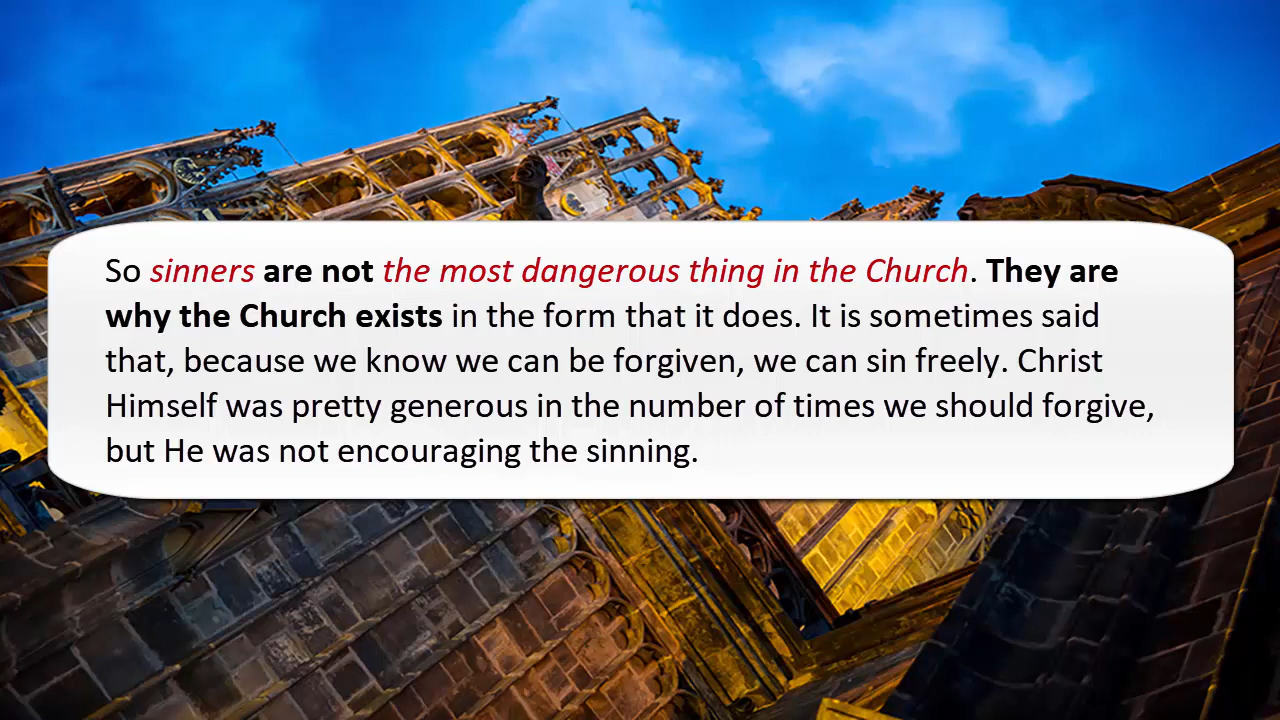 So sinners are not the most dangerous thing in the Church. They are
why the Church exists in the form that it does. It is sometimes said
that, because we know we can be forgiven, we can sin freely. Christ
Himself was pretty generous in the number of times we should forgive,
but He was not encouraging the sinning.